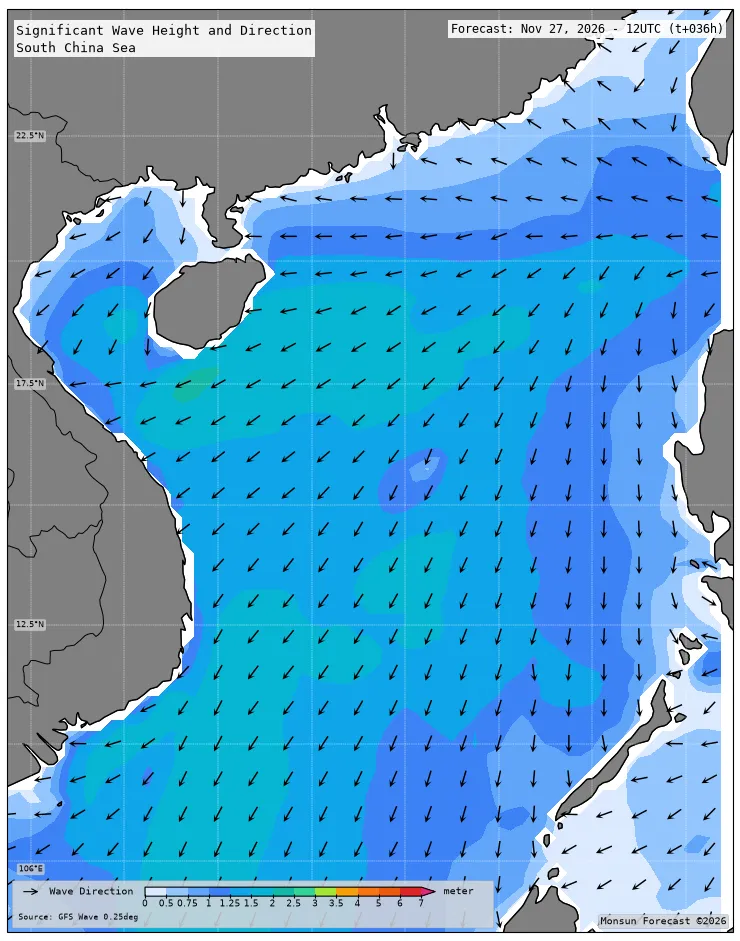 Significant Wave Height and Direction
South China Sea
Forecast: Nov 27, 2026 - 12UTC (t+036h)
22.5°N
17.5°N
12.5°N
106°E
Wave Direction
0 0.5 0.75 1 1.25 1.5 2 2.5 3 3.5 4 5 6 7
meter
Source: GFS Wave 0.25deg
Monsun Forecast ©2026